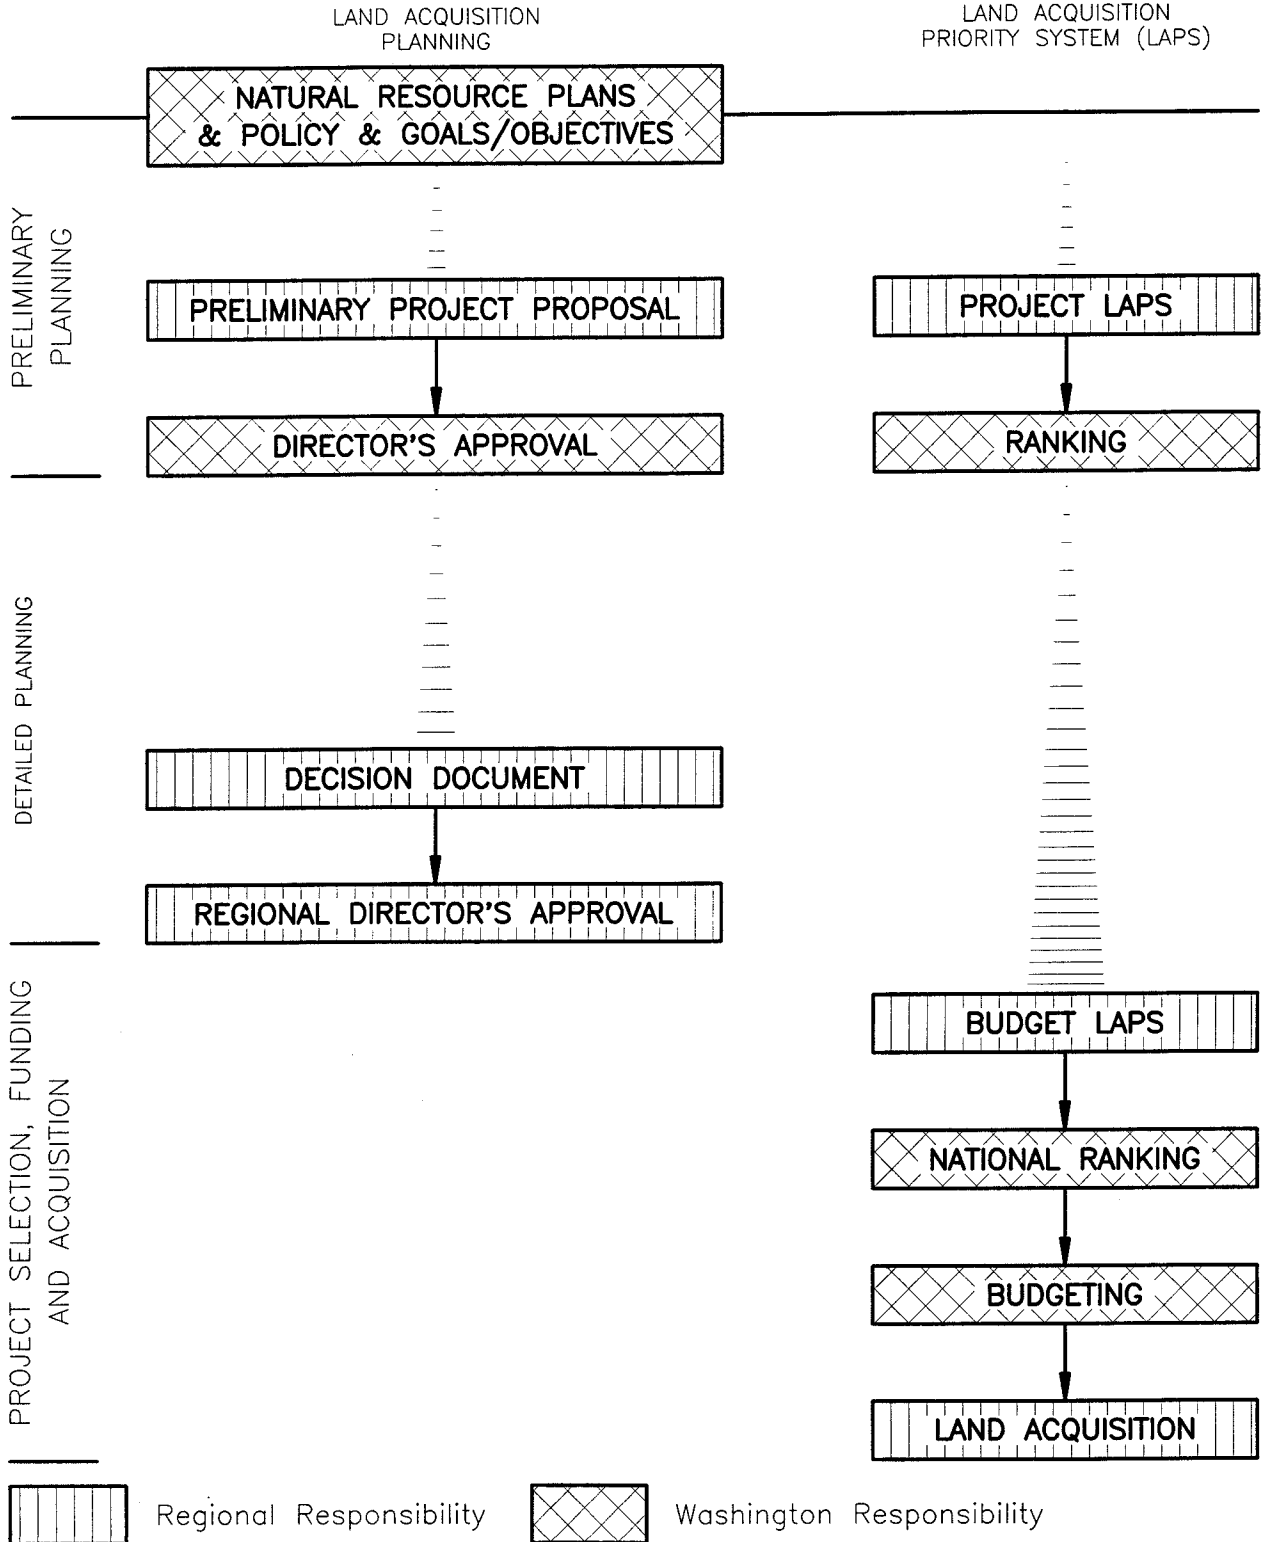 LAND ACQUISITION
PLANNING
LAND ACQUISITION
PRIORITY SYSTEM (LAPS)
NATURAL RESOURCE PLANS
& POLICY & GOALS/OBJECTIVES
PRELIMINARY
PLANNING
PRELIMINARY PROJECT PROPOSAL
PROJECT LAPS
DIRECTOR'S APPROVAL
RANKING
DETAILED PLANNING
DECISION DOCUMENT
REGIONAL DIRECTOR'S APPROVAL
PROJECT SELECTION, FUNDING
AND ACQUISITION
BUDGET LAPS
NATIONAL RANKING
BUDGETING
LAND ACQUISITION
Regional Responsibility
Washington Responsibility